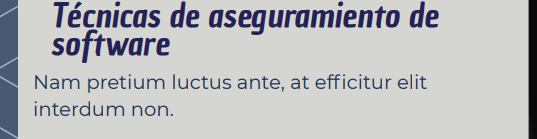 Técnicas de aseguramiento de
software
Nam pretium luctus ante, at efficitur elit
interdum non.